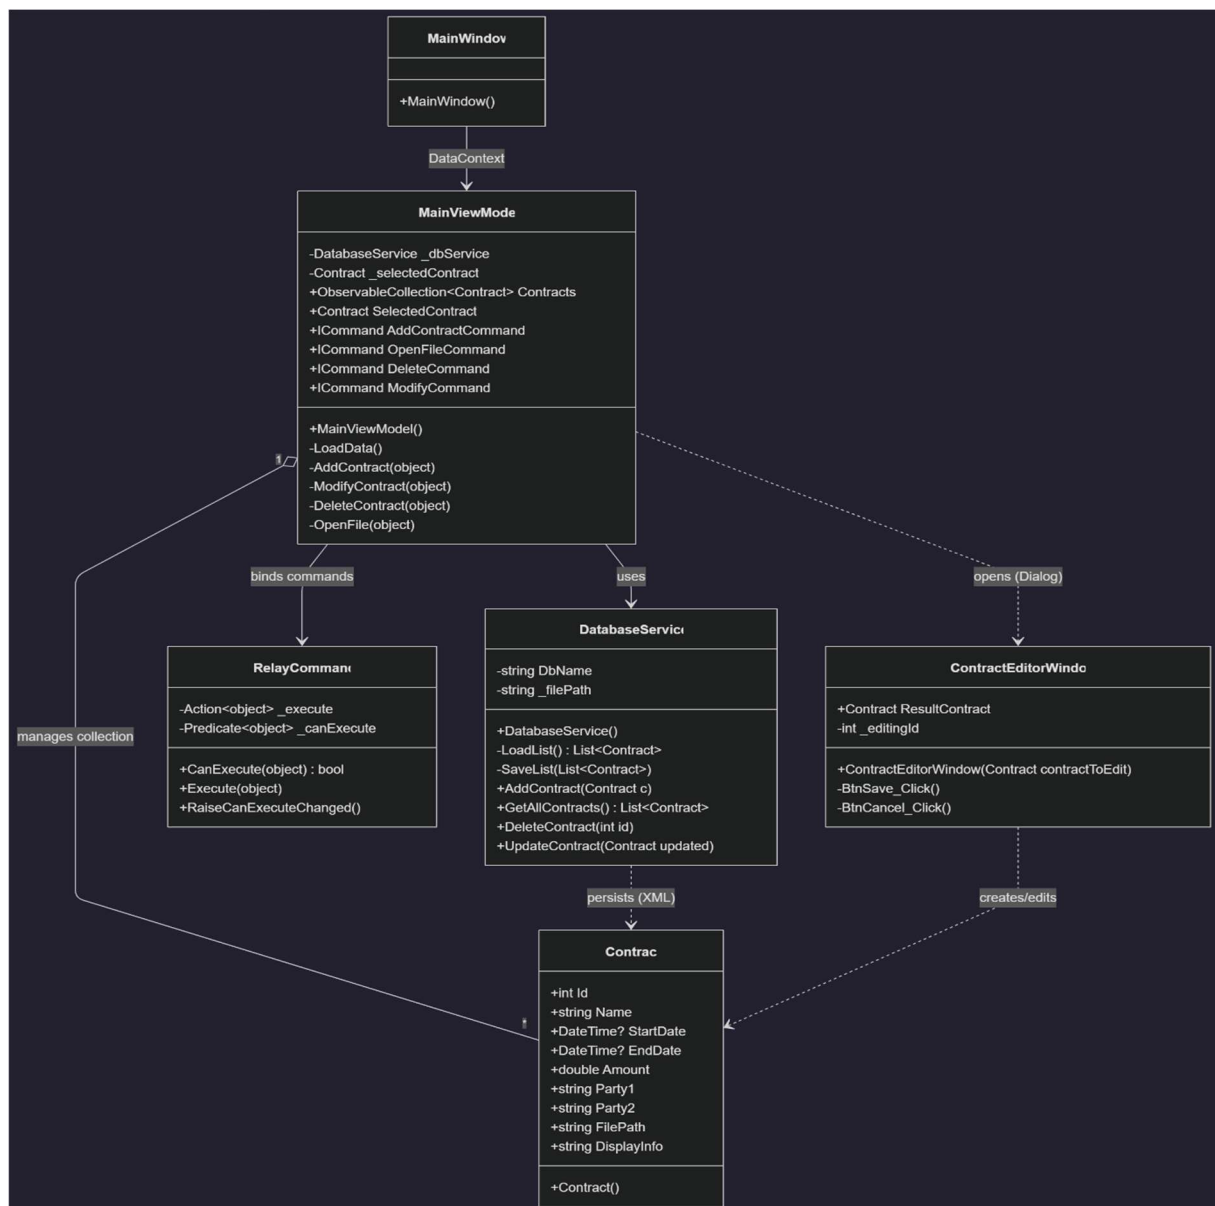 MainWindow
+MainWindow()
DataContext
MainViewMode
-DatabaseService _dbService
-Contract _selectedContract
+ObservableCollection<Contract> Contracts
+Contract SelectedContract
+ICommand AddContractCommand
+ICommand OpenFileCommand
+ICommand DeleteCommand
+ICommand ModifyCommand
+MainViewModel()
-LoadData()
-AddContract(object)
-ModifyContract(object)
-DeleteContract(object)
-OpenFile(object)
1
binds commands
uses
opens (Dialog)
manages collection
RelayCommand
-Action<object> _execute
-Predicate<object> _canExecute
+CanExecute(object) : bool
+Execute(object)
+RaiseCanExecuteChanged()
DatabaseService
-string DbName
-string _filePath
+DatabaseService()
-LoadList() : List<Contract>
-SaveList(List<Contract>)
+AddContract(Contract c)
+GetAllContracts() : List<Contract>
+DeleteContract(int id)
+UpdateContract(Contract updated)
ContractEditorWindo
+Contract ResultContract
-int _editingId
+ContractEditorWindow(Contract contractToEdit)
-BtnSave_Click()
-BtnCancel_Click()
persists (XML)
creates/edits
*
Contrac
+int Id
+string Name
+DateTime? StartDate
+DateTime? EndDate
+double Amount
+string Party1
+string Party2
+string FilePath
+string DisplayInfo
+Contract()